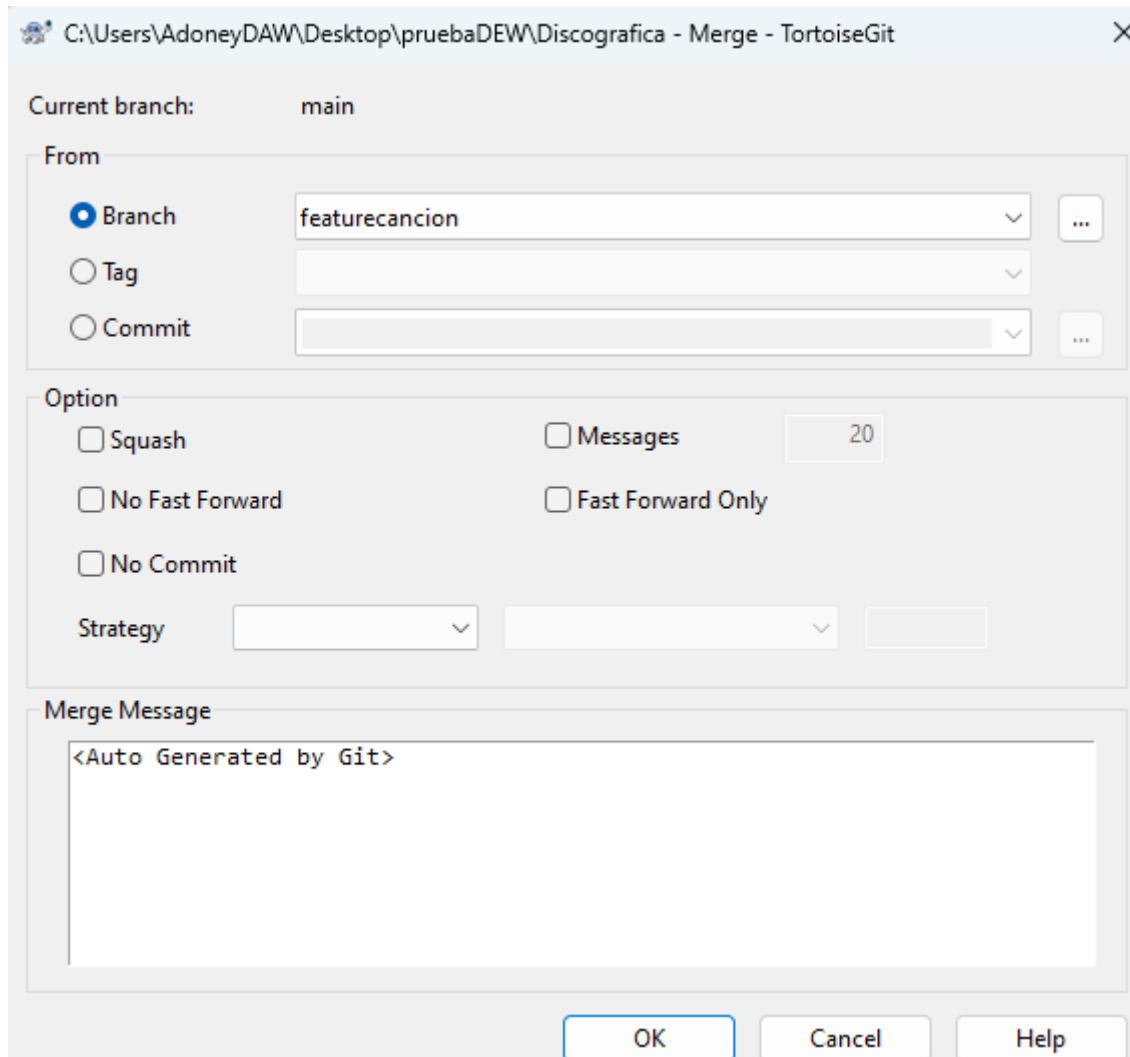 C:\Users\AdoneyDAW\Desktop\pruebaDEW\Discografica - Merge - TortoiseGit
Current branch: main
From
Branch featurecancion ...
Tag
Commit ...
Option
Squash Messages 20
No Fast Forward Fast Forward Only
No Commit
Strategy
Merge Message
<Auto Generated by Git>
OK Cancel Help